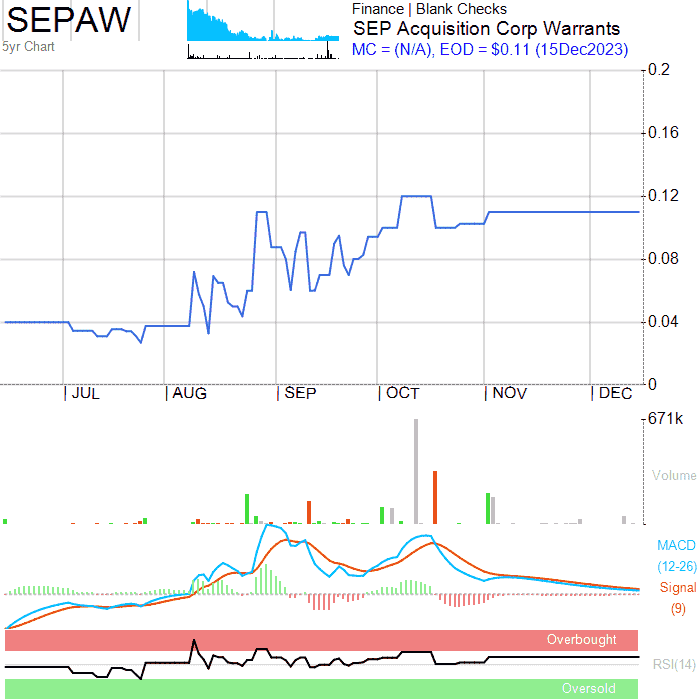 SEPAW
5yr Chart
Finance | Blank Checks
SEP Acquisition Corp Warrants
MC = (N/A), EOD = $0.11 (15Dec2023)
0.2
0.16
0.12
0.08
0.04
0
| JUL | AUG | SEP | OCT | NOV | DEC
671k
Volume
MACD
(12-26)
Signal
(9)
Overbought
RSI(14)
Oversold